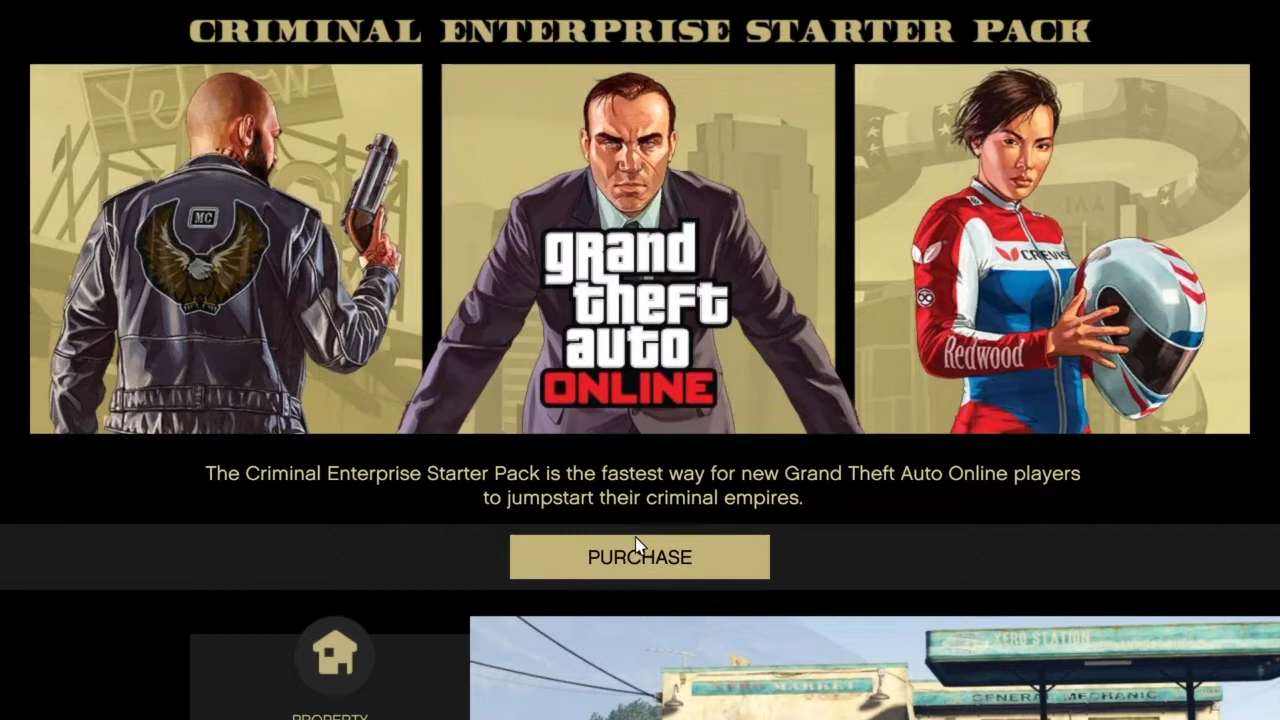 CRIMINAL ENTERPRISE STARTER PACK
Yellow
MC
grand
theft
auto
ONLINE
IAA
CREVIS
Redwood
The Criminal Enterprise Starter Pack is the fastest way for new Grand Theft Auto Online players
to jumpstart their criminal empires.
PURCHASE
XERO STATION
XERO MARKET
GENERAL MECHANIC
PROPERTY